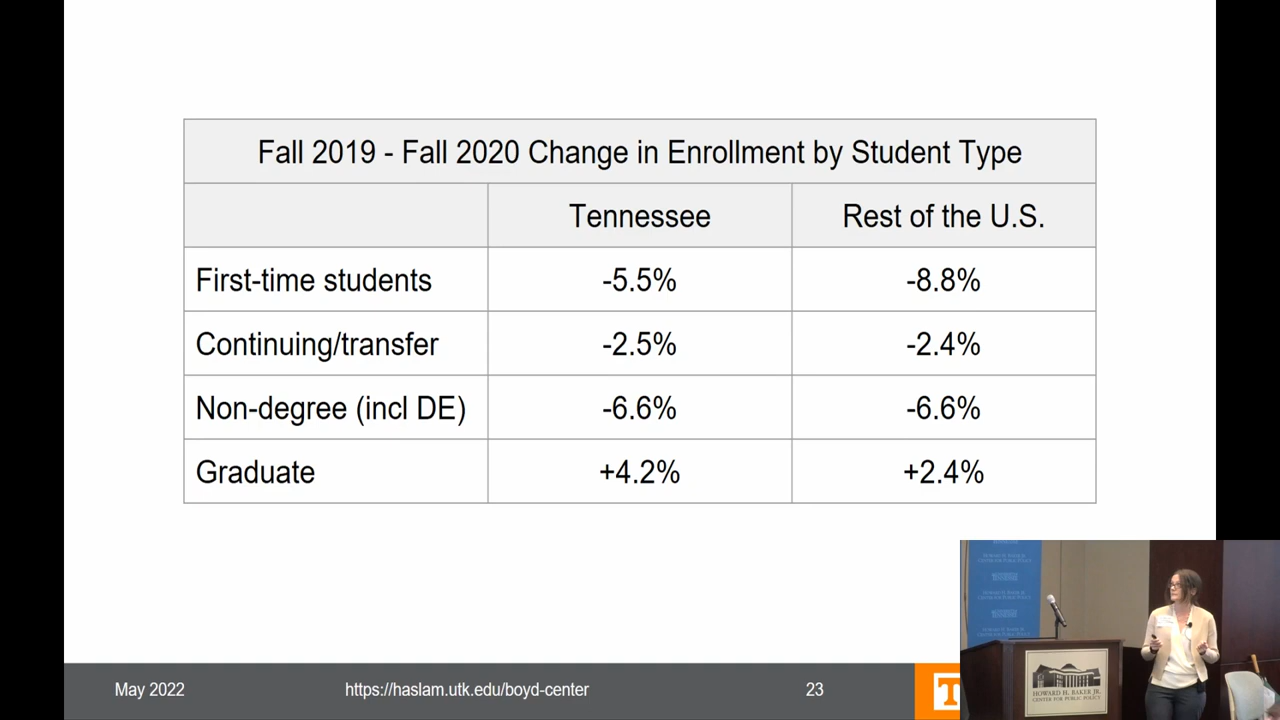 Fall 2019 - Fall 2020 Change in Enrollment by Student Type
Tennessee Rest of the U.S.
First-time students -5.5% -8.8%
Continuing/transfer -2.5% -2.4%
Non-degree (incl DE) -6.6% -6.6%
Graduate +4.2% +2.4%
May 2022 https://haslam.utk.edu/boyd-center 23
T
HOWARD H. BAKER JR.
CENTER FOR PUBLIC POLICY